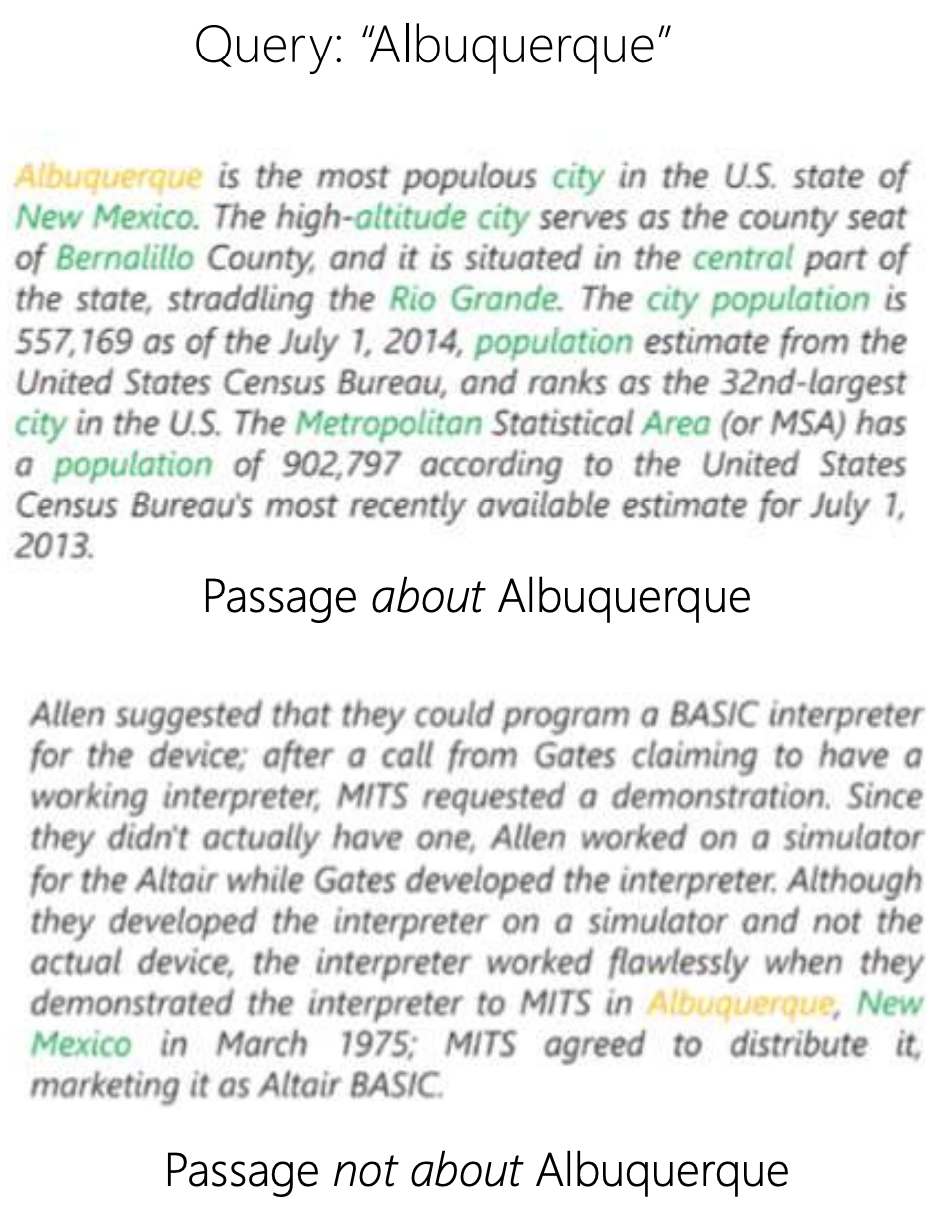 Query: “Albuquerque”
Albuquerque is the most populous city in the U.S. state of
New Mexico. The high-altitude city serves as the county seat
of Bernalillo County, and it is situated in the central part of
the state, straddling the Rio Grande. The city population is
557,169 as of the July 1, 2014, population estimate from the
United States Census Bureau, and ranks as the 32nd-largest
city in the U.S. The Metropolitan Statistical Area (or MSA) has
a population of 902,797 according to the United States
Census Bureau's most recently available estimate for July 1,
2013.
Passage about Albuquerque
Allen suggested that they could program a BASIC interpreter
for the device; after a call from Gates claiming to have a
working interpreter, MITS requested a demonstration. Since
they didn't actually have one, Allen worked on a simulator
for the Altair while Gates developed the interpreter. Although
they developed the interpreter on a simulator and not the
actual device, the interpreter worked flawlessly when they
demonstrated the interpreter to MITS in Albuquerque, New
Mexico in March 1975; MITS agreed to distribute it,
marketing it as Altair BASIC.
Passage not about Albuquerque